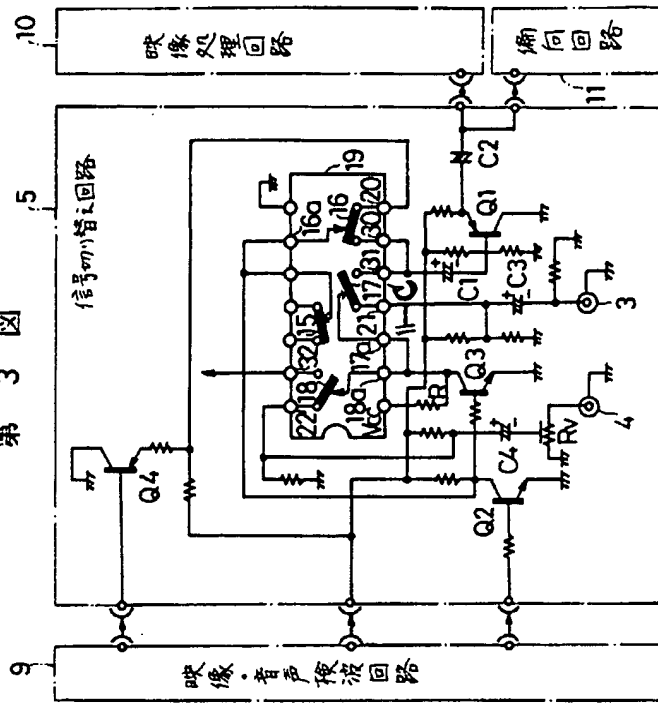 第 3 図
10
映像処理回路
偏向回路
11
5
信号切り替え回路
19
16a
16
20
30
31
17
15
21
32
17a
18
18a
22
Vcc
C
R
C2
Q1
C1
C3
3
Q3
C4
Rv
4
Q2
Q4
9
映像・音声検波回路